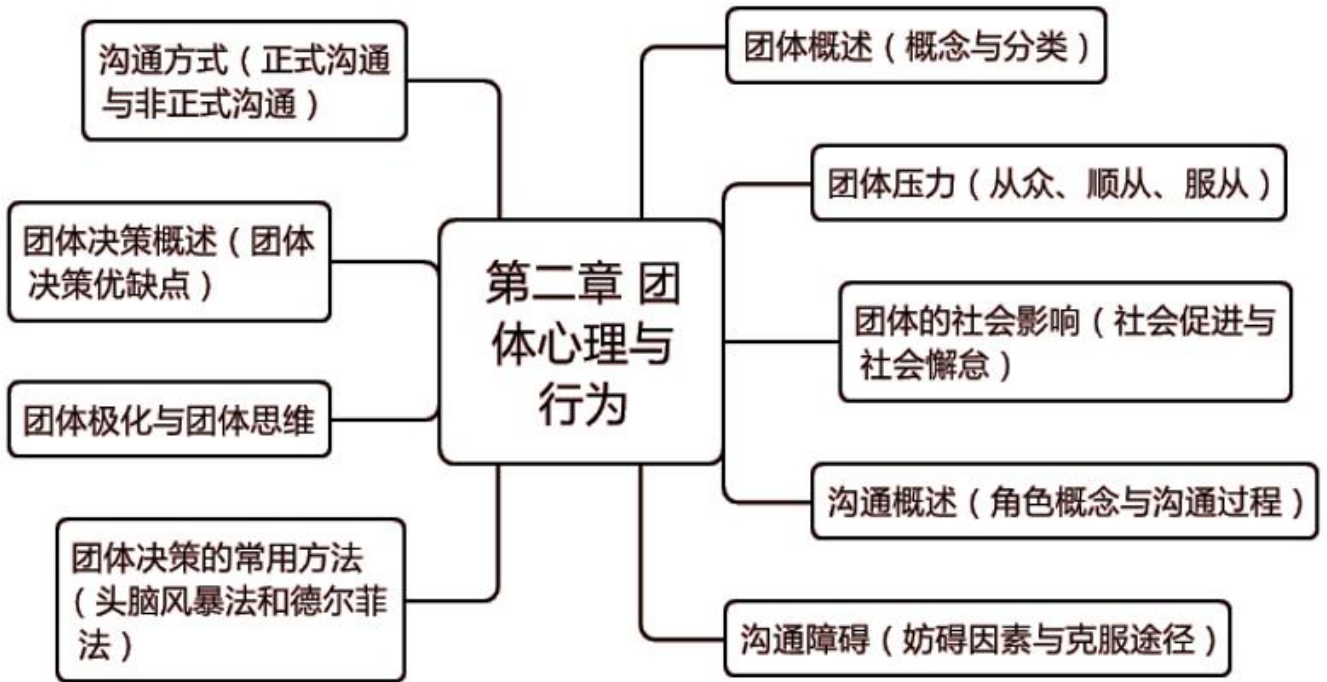 沟通方式（正式沟通
与非正式沟通）
团体决策概述（团体
决策优缺点）
团体极化与团体思维
团体决策的常用方法
（头脑风暴法和德尔菲
法）
第二章 团
体心理与
行为
团体概述（概念与分类）
团体压力（从众、顺从、服从）
团体的社会影响（社会促进与
社会懈怠）
沟通概述（角色概念与沟通过程）
沟通障碍（妨碍因素与克服途径）